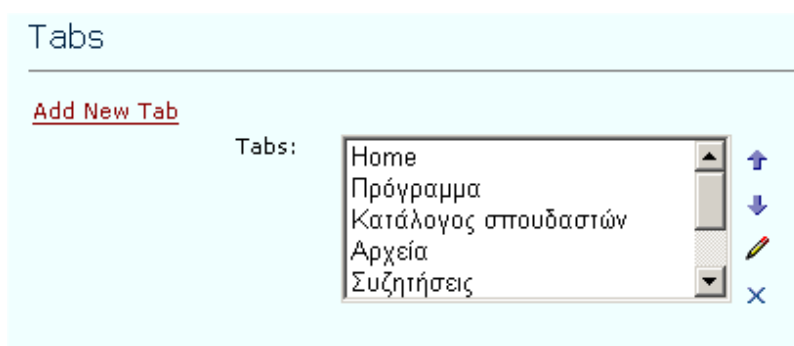 Tabs
Add New Tab
Tabs:
Home
Πρόγραμμα
Κατάλογος σπουδαστών
Αρχεία
Συζητήσεις